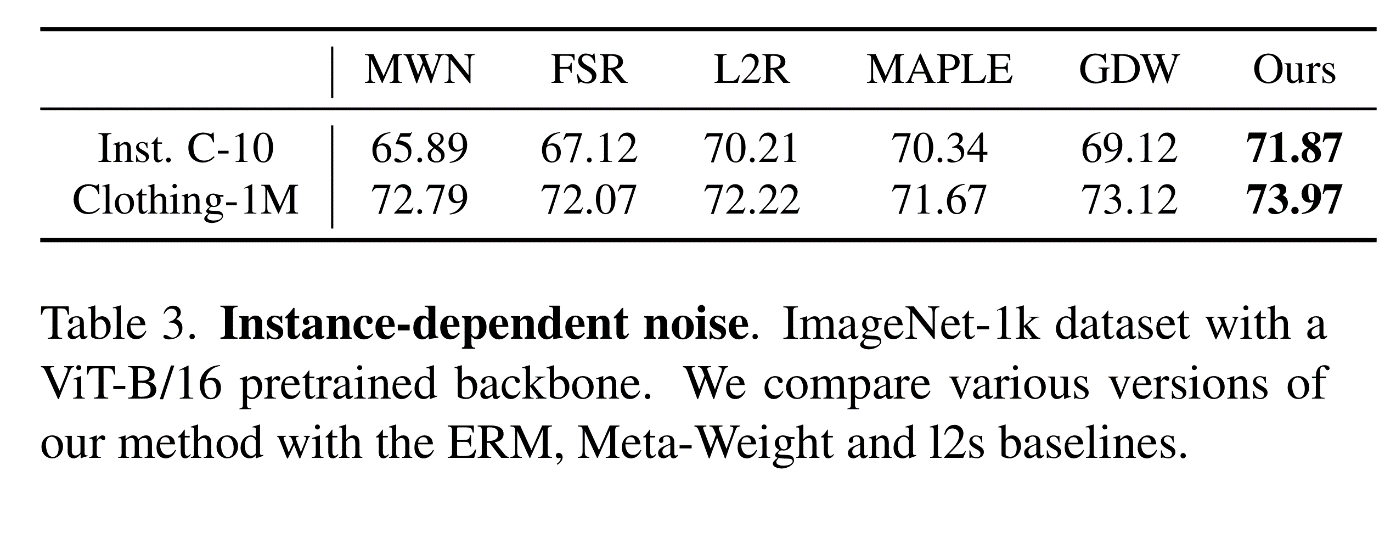 MWN FSR L2R MAPLE GDW Ours
Inst. C-10 65.89 67.12 70.21 70.34 69.12 71.87
Clothing-1M 72.79 72.07 72.22 71.67 73.12 73.97
Table 3. Instance-dependent noise. ImageNet-1k dataset with a
ViT-B/16 pretrained backbone. We compare various versions of
our method with the ERM, Meta-Weight and l2s baselines.